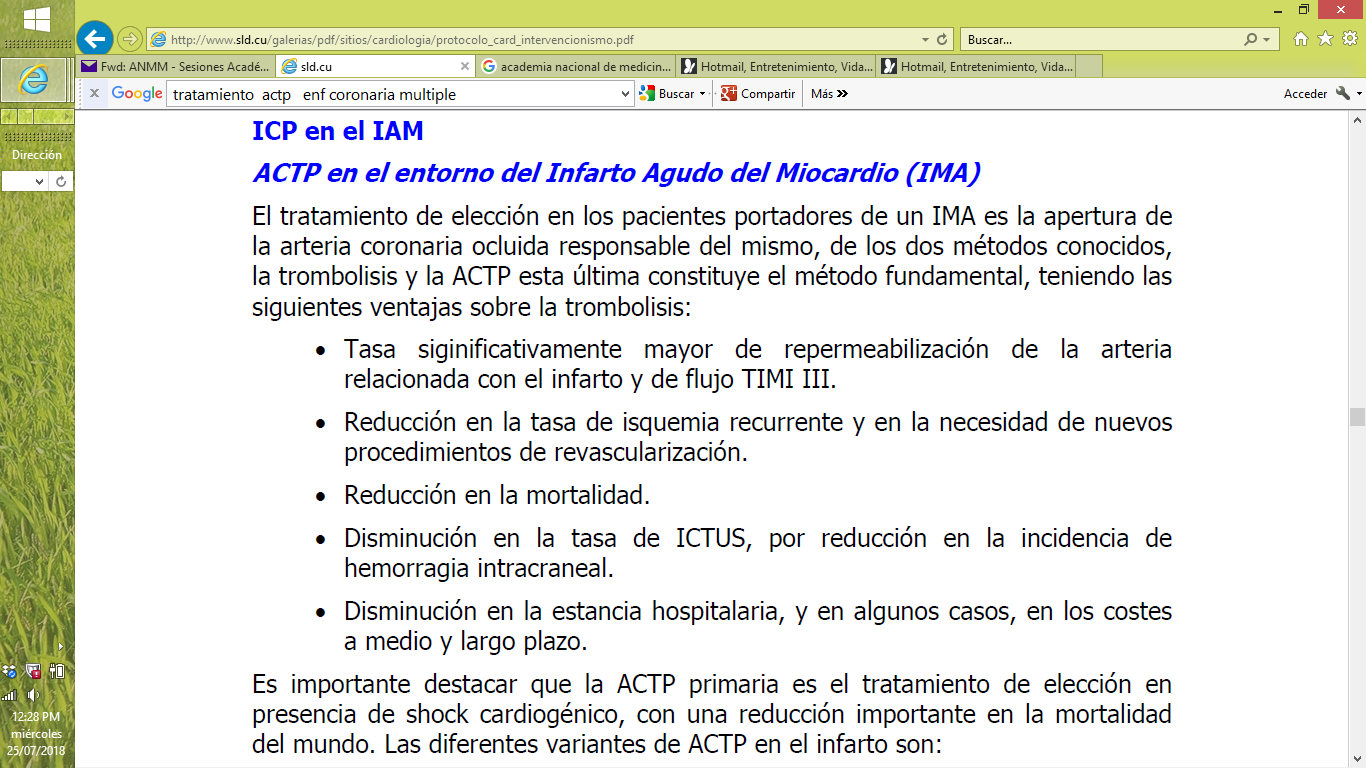 http://www.sld.cu/galerias/pdf/sitios/cardiologia/protocolo_card_intervencionismo.pdf
Buscar...
Fwd: ANMM - Sesiones Acadé...
sld.cu
academia nacional de medicin...
Hotmail, Entretenimiento, Vida...
Hotmail, Entretenimiento, Vida...
Google
tratamiento actp enf coronaria multiple
Buscar
Compartir
Más
Acceder
Dirección
ICP en el IAM
ACTP en el entorno del Infarto Agudo del Miocardio (IMA)
El tratamiento de elección en los pacientes portadores de un IMA es la apertura de
la arteria coronaria ocluida responsable del mismo, de los dos métodos conocidos,
la trombolisis y la ACTP esta última constituye el método fundamental, teniendo las
siguientes ventajas sobre la trombolisis:
• Tasa siginificativamente mayor de repermeabilización de la arteria
relacionada con el infarto y de flujo TIMI III.
• Reducción en la tasa de isquemia recurrente y en la necesidad de nuevos
procedimientos de revascularización.
• Reducción en la mortalidad.
• Disminución en la tasa de ICTUS, por reducción en la incidencia de
hemorragia intracraneal.
• Disminución en la estancia hospitalaria, y en algunos casos, en los costes
a medio y largo plazo.
Es importante destacar que la ACTP primaria es el tratamiento de elección en
presencia de shock cardiogénico, con una reducción importante en la mortalidad
del mundo. Las diferentes variantes de ACTP en el infarto son:
12:28 PM
miércoles
25/07/2018